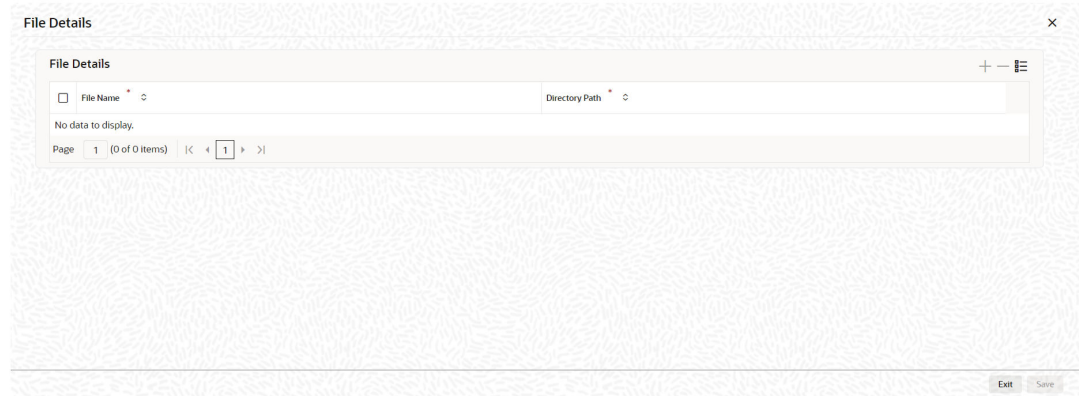 File Details
File Details
File Name * Directory Path *
No data to display.
Page 1 (0 of 0 items) 1
Exit Save